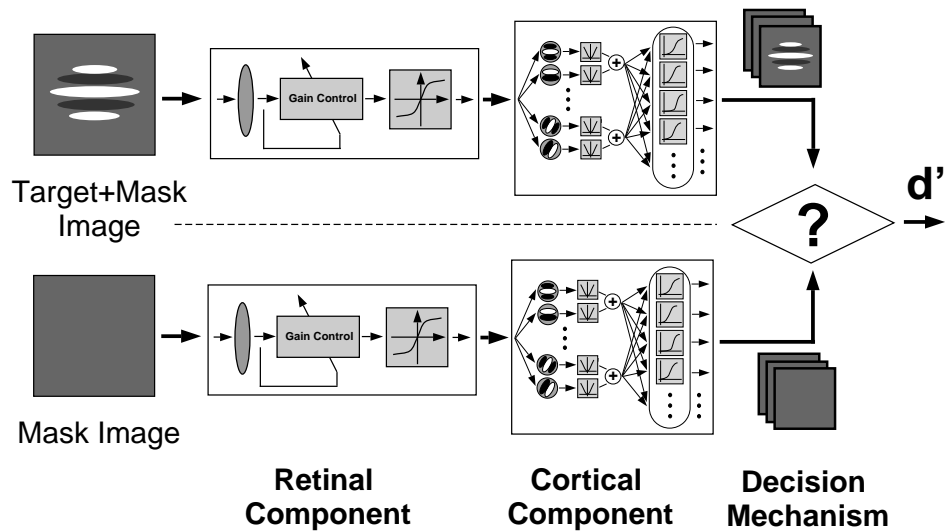 Gain Control
+
+
Target+Mask
Image
?
d’
Gain Control
+
+
Mask Image
Retinal
Component
Cortical
Component
Decision
Mechanism